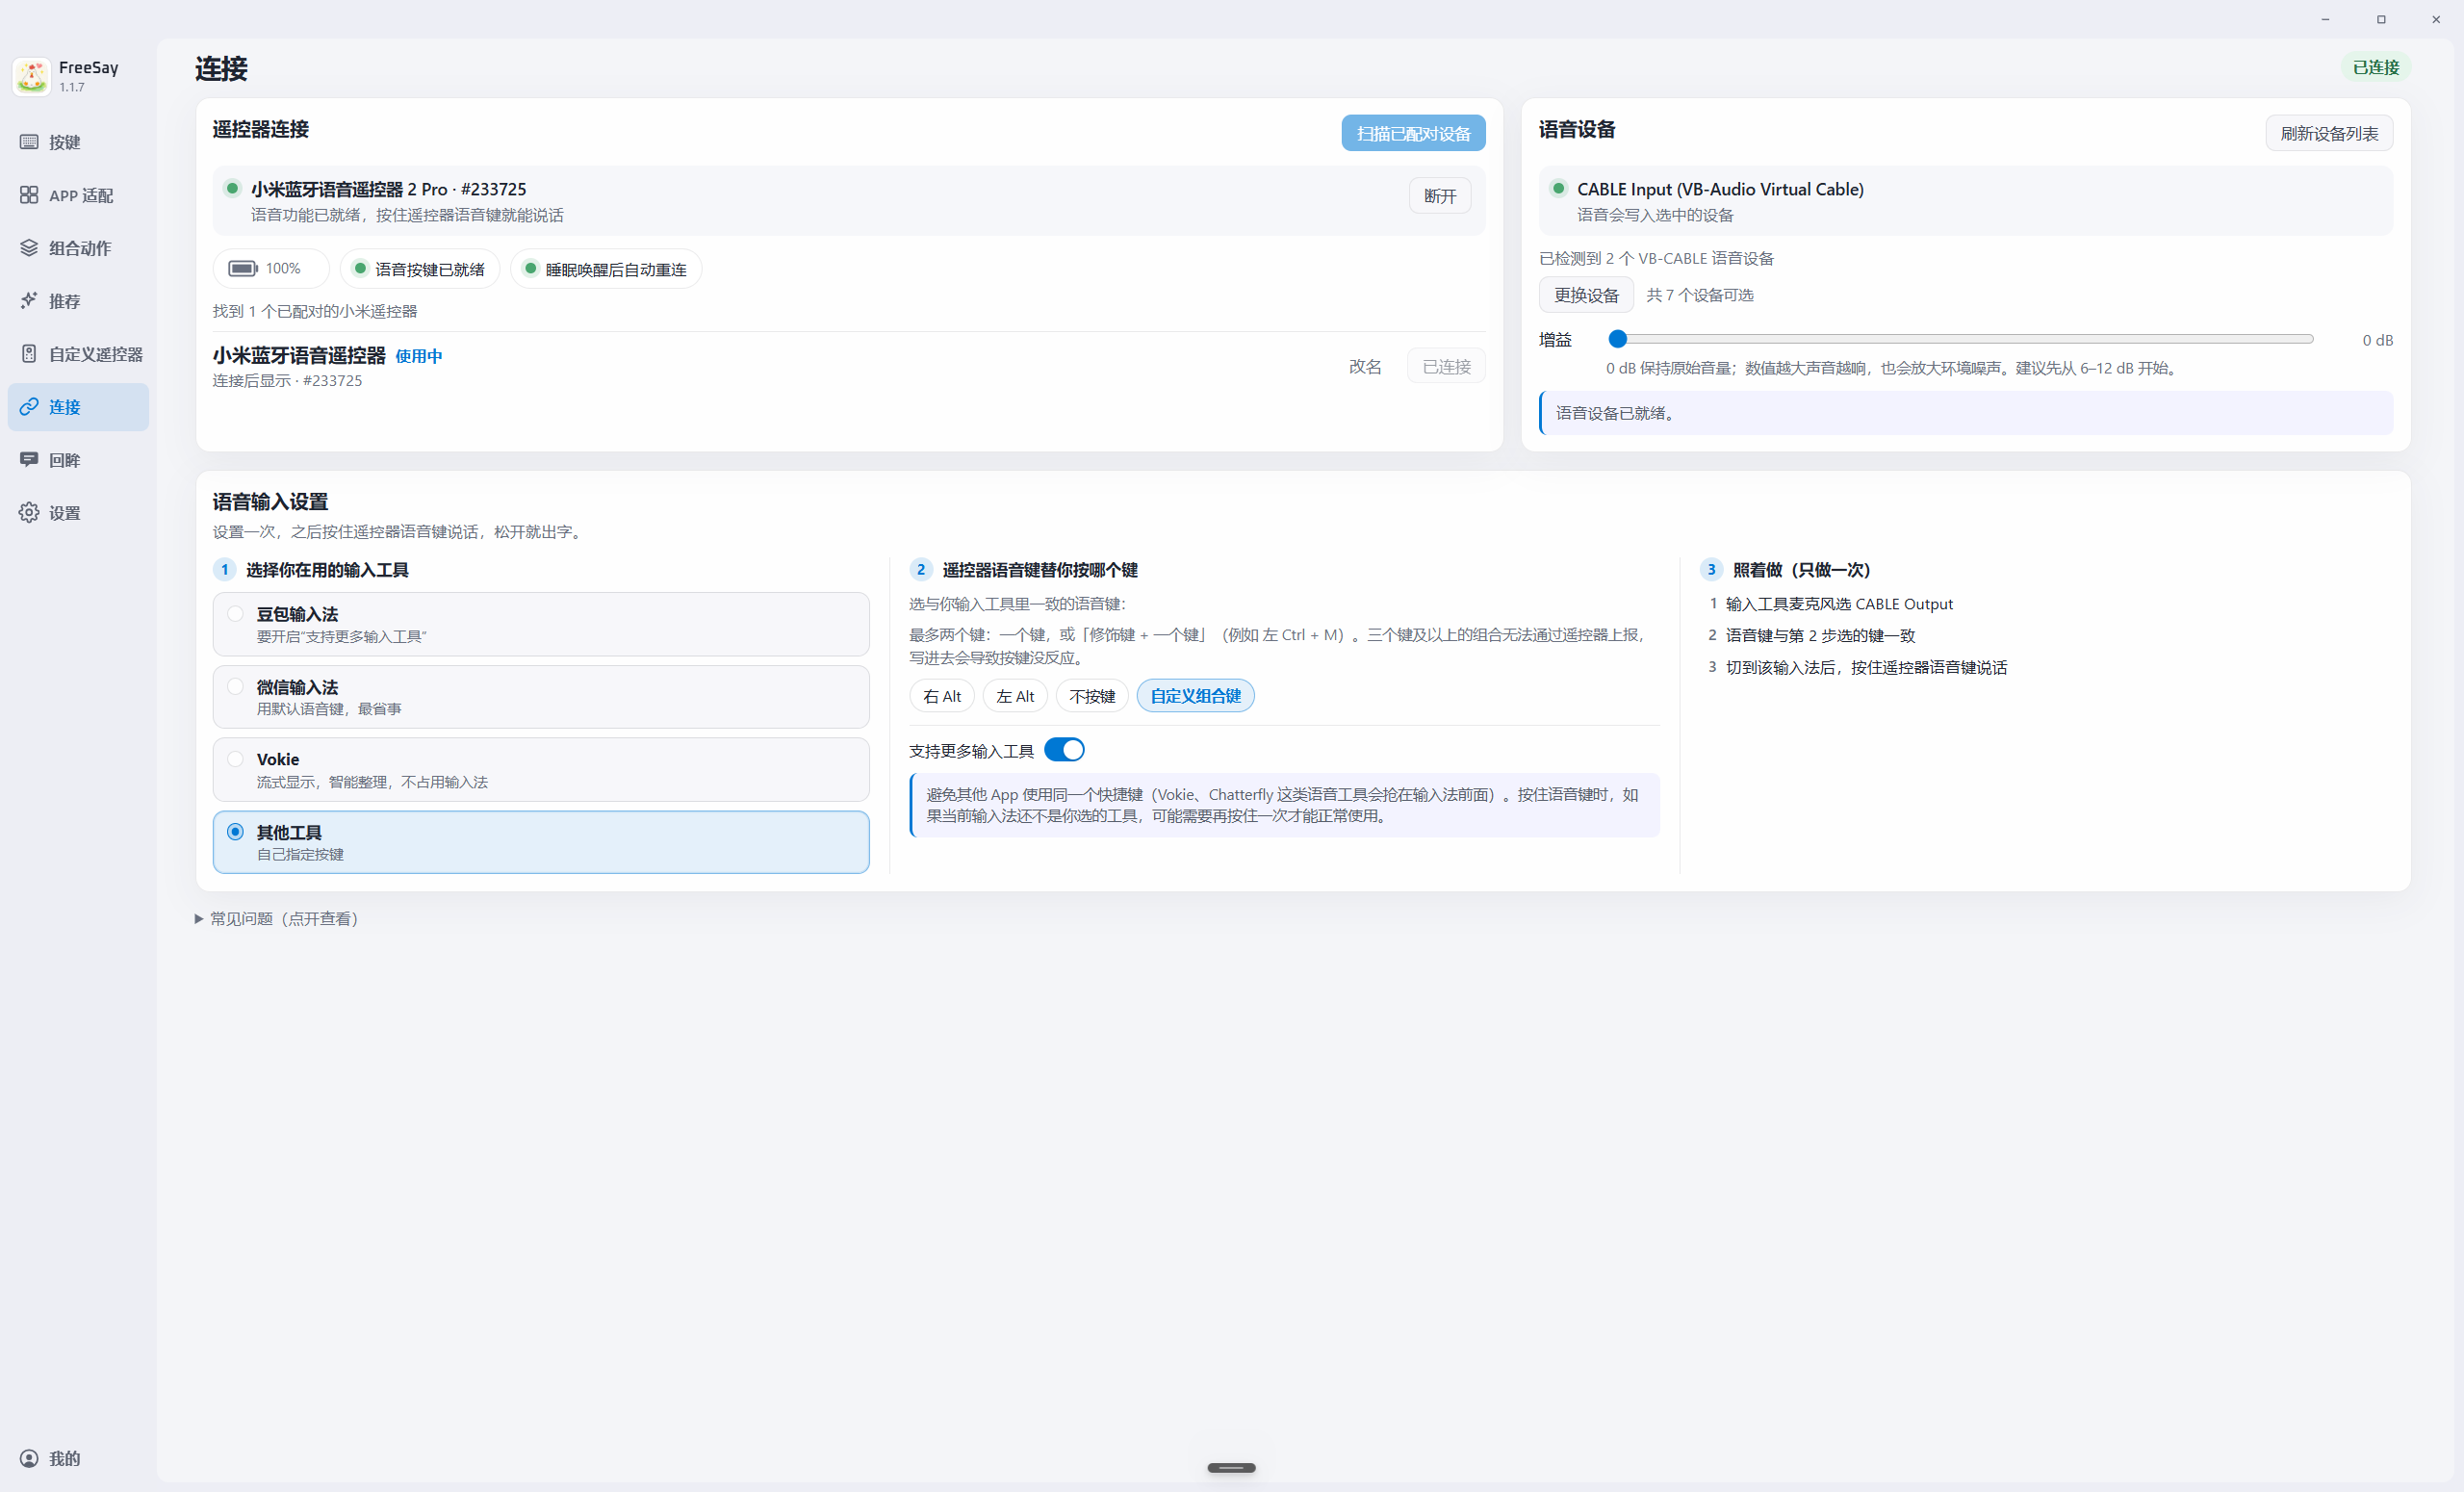 FreeSay
1.1.7
按键
APP 适配
组合动作
推荐
自定义遥控器
连接
回眸
设置
我的
连接
已连接
遥控器连接
扫描已配对设备
小米蓝牙语音遥控器 2 Pro · #233725
语音功能已就绪，按住遥控器语音键就能说话
断开
100%
语音按键已就绪
睡眠唤醒后自动重连
找到 1 个已配对的小米遥控器
小米蓝牙语音遥控器 使用中
连接后显示 · #233725
改名
已连接
语音设备
刷新设备列表
CABLE Input (VB-Audio Virtual Cable)
语音会写入选中的设备
已检测到 2 个 VB-CABLE 语音设备
更换设备
共 7 个设备可选
增益
0 dB
0 dB 保持原始音量；数值越大声音越响，也会放大环境噪声。建议先从 6–12 dB 开始。
语音设备已就绪。
语音输入设置
设置一次，之后按住遥控器语音键说话，松开就出字。
1 选择你在用的输入工具
豆包输入法
要开启“支持更多输入工具”
微信输入法
用默认语音键，最省事
Vokie
流式显示，智能整理，不占用输入法
其他工具
自己指定按键
2 遥控器语音键替你按哪个键
选与你输入工具里一致的语音键：
最多两个键：一个键，或「修饰键 + 一个键」（例如 左 Ctrl + M）。三个键及以上的组合无法通过遥控器上报，
写进去会导致按键没反应。
右 Alt
左 Alt
不按键
自定义组合键
支持更多输入工具
避免其他 App 使用同一个快捷键（Vokie、Chatterfly 这类语音工具会抢在输入法前面）。按住语音键时，如
果当前输入法还不是你选的工具，可能需要再按住一次才能正常使用。
3 照着做（只做一次）
1 输入工具麦克风选 CABLE Output
2 语音键与第 2 步选的键一致
3 切到该输入法后，按住遥控器语音键说话
常见问题（点开查看）